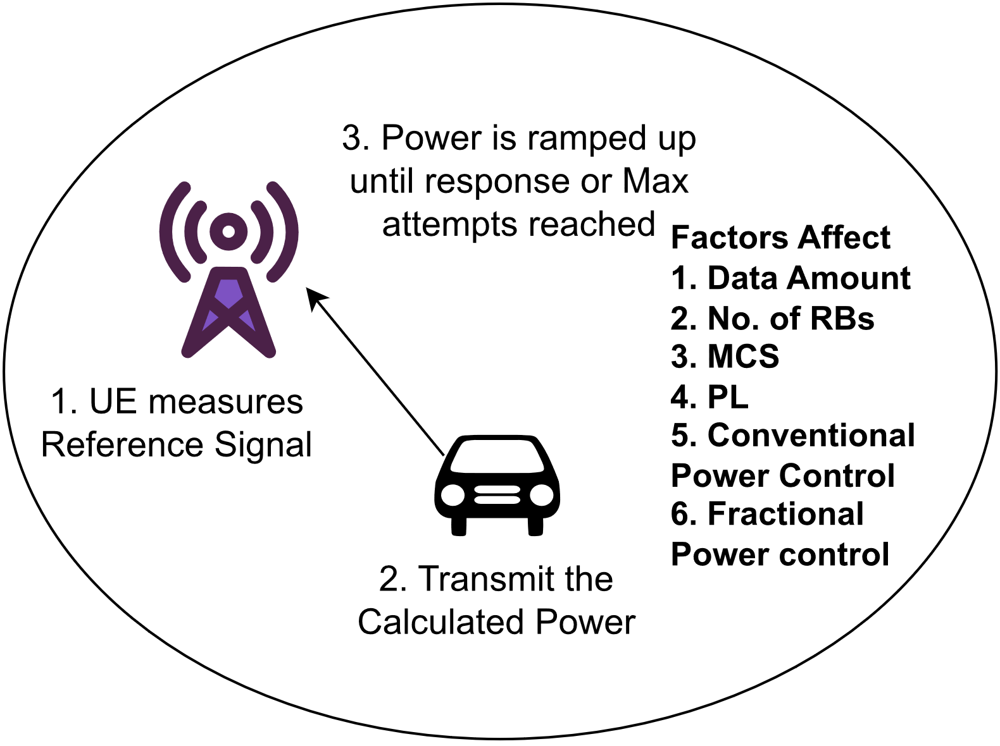 3. Power is ramped up
until response or Max
attempts reached
1. UE measures
Reference Signal
2. Transmit the
Calculated Power
Factors Affect
1. Data Amount
2. No. of RBs
3. MCS
4. PL
5. Conventional
Power Control
6. Fractional
Power control